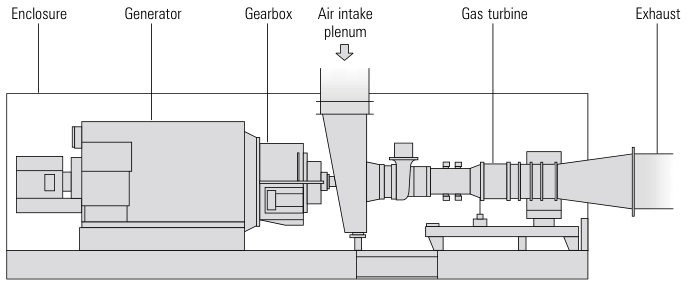 Enclosure
Generator
Gearbox
Air intake
plenum
Gas turbine
Exhaust